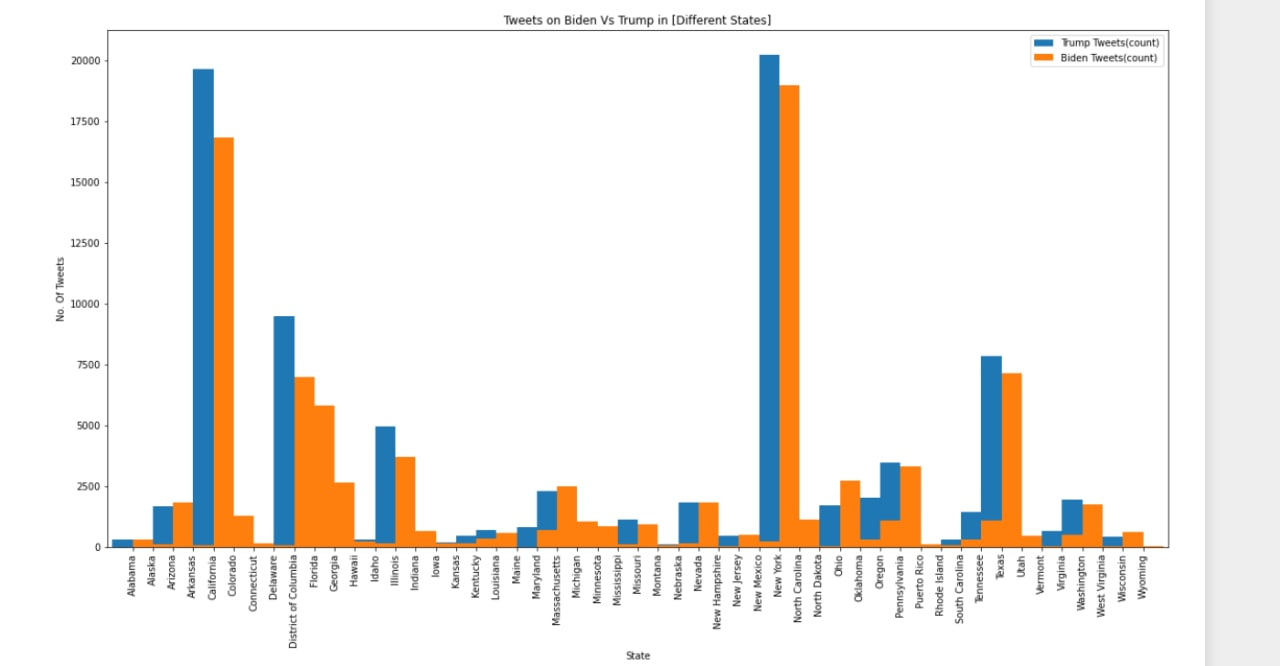 Tweets on Biden Vs Trump in [Different States]
Trump Tweets(count)
Biden Tweets(count)
20000
17500
15000
12500
10000
7500
5000
2500
0
No. Of Tweets
Alabama
Alaska
Arizona
Arkansas
California
Colorado
Connecticut
Delaware
District of Columbia
Florida
Georgia
Hawaii
Idaho
Illinois
Indiana
Iowa
Kansas
Kentucky
Louisiana
Maine
Maryland
Massachusetts
Michigan
Minnesota
Mississippi
Missouri
Montana
Nebraska
Nevada
New Hampshire
New Jersey
New Mexico
New York
North Carolina
North Dakota
Ohio
Oklahoma
Oregon
Pennsylvania
Puerto Rico
Rhode Island
South Carolina
Tennessee
Texas
Utah
Vermont
Virginia
Washington
West Virginia
Wisconsin
Wyoming
State